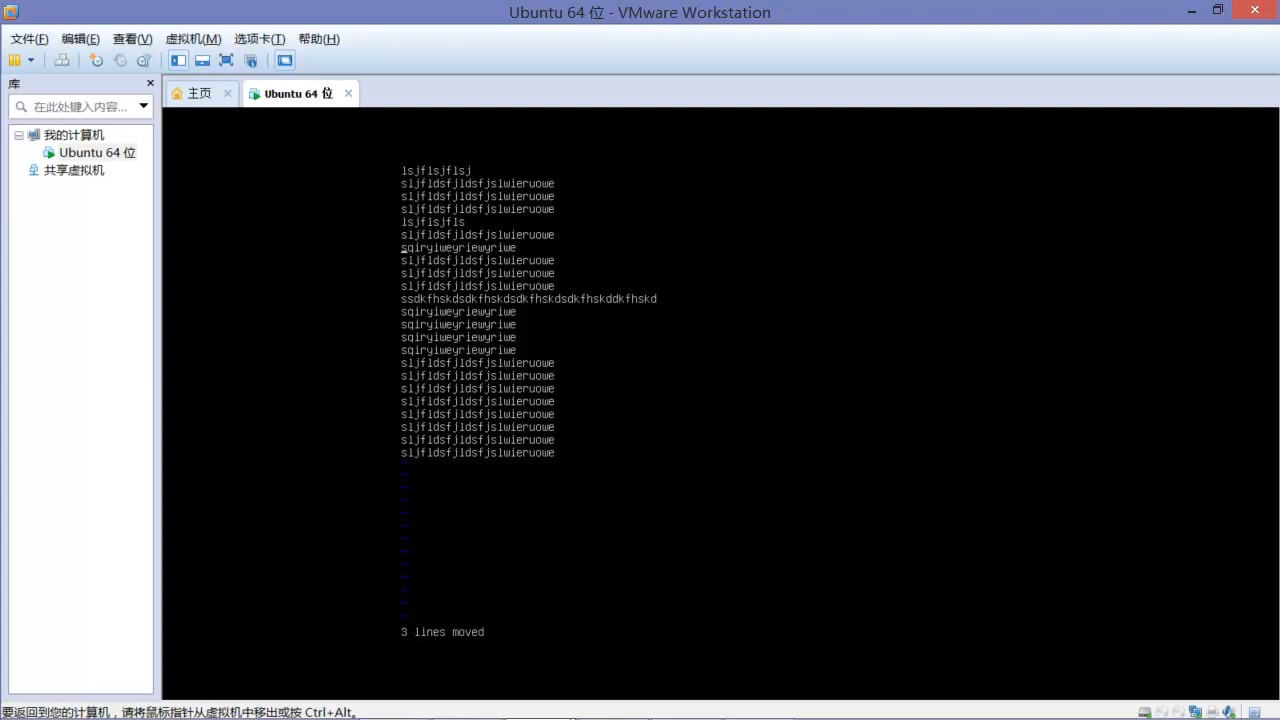 Ubuntu 64 位 - VMware Workstation
文件(F) 编辑(E) 查看(V) 虚拟机(M) 选项卡(T) 帮助(H)
库
在此处键入内容...
我的计算机
Ubuntu 64 位
共享虚拟机
主页
Ubuntu 64 位
lsjflsjflsj
sljfldsfjldsfjslwieruowe
sljfldsfjldsfjslwieruowe
sljfldsfjldsfjslwieruowe
lsjflsjfls
sljfldsfjldsfjslwieruowe
sqiryiweyriewyriwe
sljfldsfjldsfjslwieruowe
sljfldsfjldsfjslwieruowe
sljfldsfjldsfjslwieruowe
ssdkfhskdsdkfhskdsdkfhskdsdkfhskddkfhskd
sqiryiweyriewyriwe
sqiryiweyriewyriwe
sqiryiweyriewyriwe
sqiryiweyriewyriwe
sljfldsfjldsfjslwieruowe
sljfldsfjldsfjslwieruowe
sljfldsfjldsfjslwieruowe
sljfldsfjldsfjslwieruowe
sljfldsfjldsfjslwieruowe
sljfldsfjldsfjslwieruowe
sljfldsfjldsfjslwieruowe
sljfldsfjldsfjslwieruowe
~
~
~
~
~
~
~
~
~
~
~
~
~
3 lines moved
要返回到您的计算机，请将鼠标指针从虚拟机中移出或按 Ctrl+Alt。